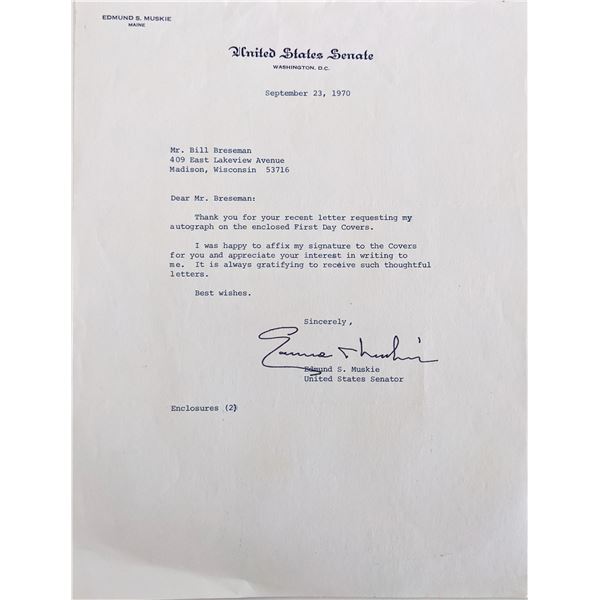 EDMUND S. MUSKIE
MAINE
United States Senate
WASHINGTON, D.C.
September 23, 1970
Mr. Bill Breseman
409 East Lakeview Avenue
Madison, Wisconsin 53716
Dear Mr. Breseman:
Thank you for your recent letter requesting my
autograph on the enclosed First Day Covers.
I was happy to affix my signature to the Covers
for you and appreciate your interest in writing to
me. It is always gratifying to receive such thoughtful
letters.
Best wishes.
Sincerely,
Edmund S. Muskie
Edmund S. Muskie
United States Senator
Enclosures (2)